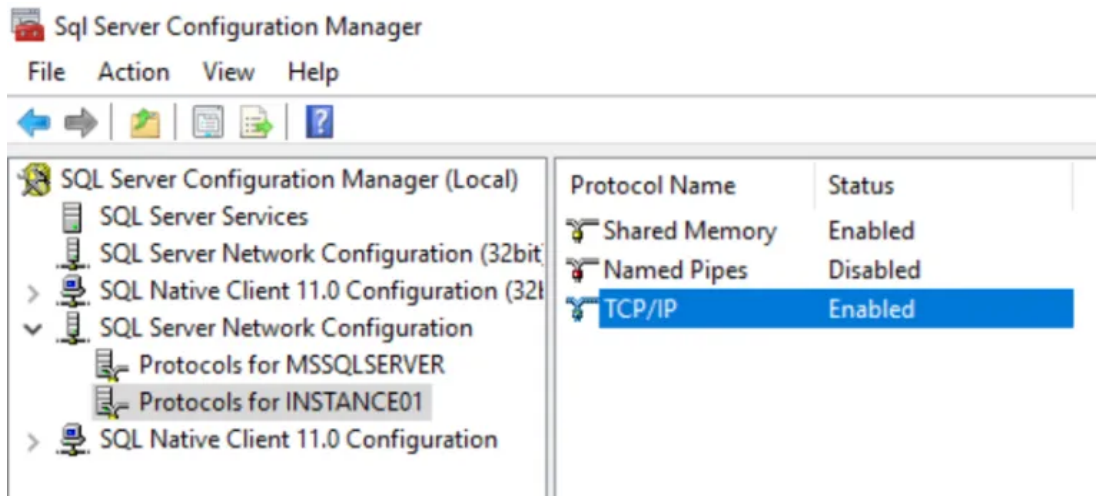 Sql Server Configuration Manager
File Action View Help
SQL Server Configuration Manager (Local)
SQL Server Services
SQL Server Network Configuration (32bit
SQL Native Client 11.0 Configuration (32
SQL Server Network Configuration
Protocols for MSSQLSERVER
Protocols for INSTANCE01
SQL Native Client 11.0 Configuration
Protocol Name Status
Shared Memory Enabled
Named Pipes Disabled
TCP/IP Enabled